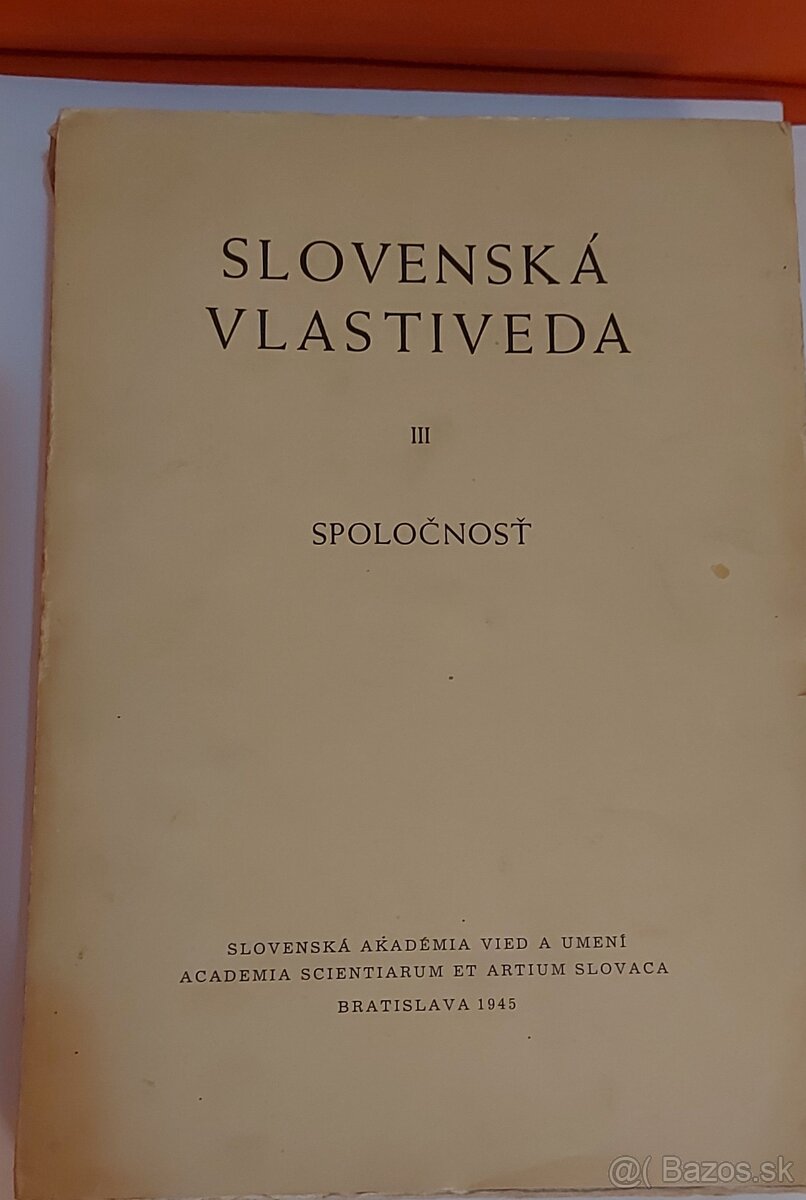 SLOVENSKÁ
VLASTIVEDA
III
SPOLOČNOSŤ
SLOVENSKÁ AKADÉMIA VIED A UMENÍ
ACADEMIA SCIENTIARUM ET ARTIUM SLOVACA
BRATISLAVA 1945
@( Bazos.sk